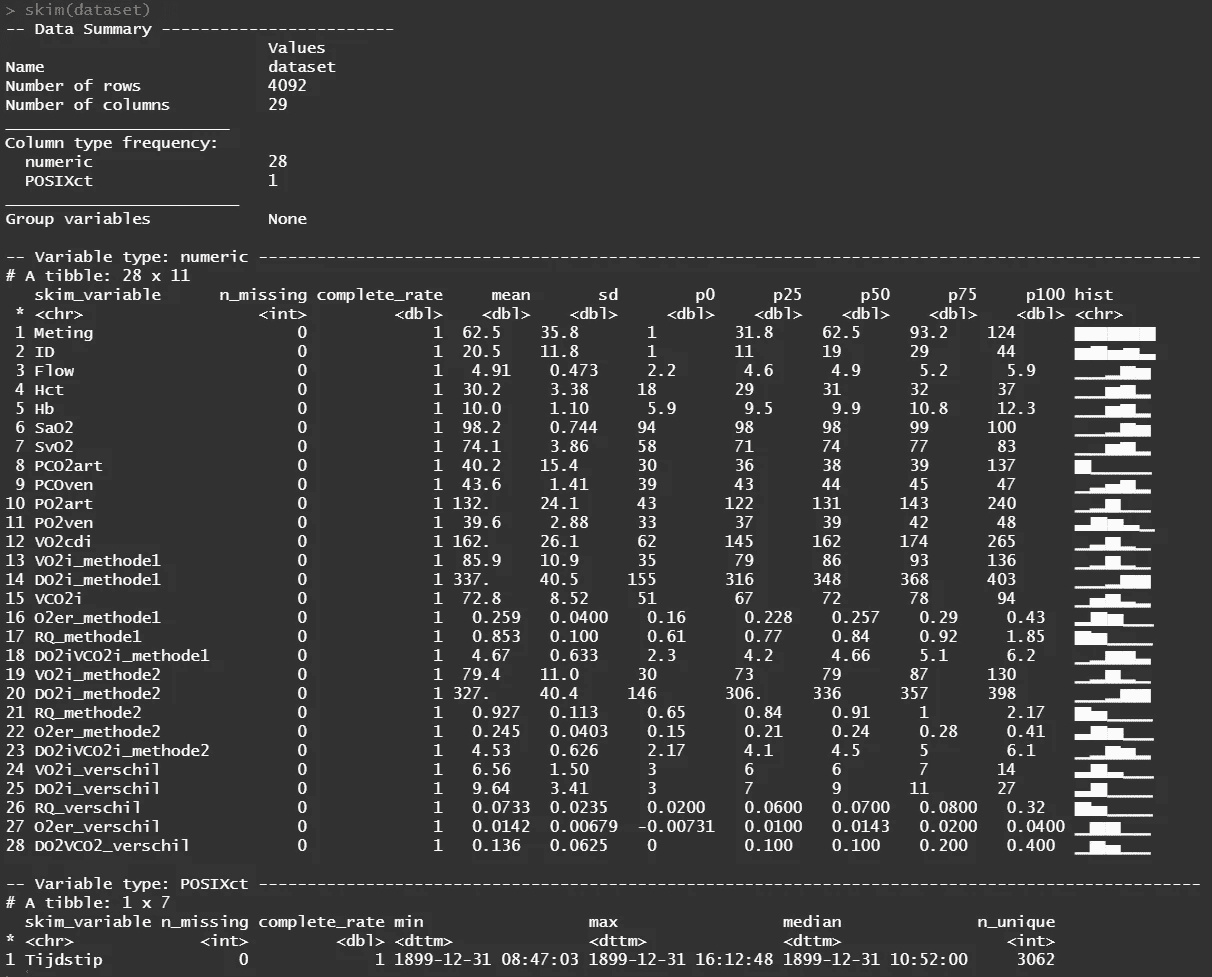 > skim(dataset)
-- Data Summary ------------------------
                           Values
Name                       dataset
Number of rows             4092
Number of columns          29
_______________________
Column type frequency:
  numeric                  28
  POSIXct                  1
________________________
Group variables            None
-- Variable type: numeric ----------------------------------------------------------------------------------------------
# A tibble: 28 x 11
   skim_variable n_missing complete_rate mean sd p0 p25 p50 p75 p100 hist
 * <chr> <int> <dbl> <dbl> <dbl> <dbl> <dbl> <dbl> <dbl> <dbl> <chr>
 1 Meting 0 1 62.5 35.8 1 31.8 62.5 93.2 124
 2 ID 0 1 20.5 11.8 1 11 19 29 44
 3 Flow 0 1 4.91 0.473 2.2 4.6 4.9 5.2 5.9
 4 Hct 0 1 30.2 3.38 18 29 31 32 37
 5 Hb 0 1 10.0 1.10 5.9 9.5 9.9 10.8 12.3
 6 SaO2 0 1 98.2 0.744 94 98 98 99 100
 7 SvO2 0 1 74.1 3.86 58 71 74 77 83
 8 PCO2art 0 1 40.2 15.4 30 36 38 39 137
 9 PCOven 0 1 43.6 1.41 39 43 44 45 47
10 PO2art 0 1 132. 24.1 43 122 131 143 240
11 PO2ven 0 1 39.6 2.88 33 37 39 42 48
12 VO2cdi 0 1 162. 26.1 62 145 162 174 265
13 VO2i_methode1 0 1 85.9 10.9 35 79 86 93 136
14 DO2i_methode1 0 1 337. 40.5 155 316 348 368 403
15 VCO2i 0 1 72.8 8.52 51 67 72 78 94
16 O2er_methode1 0 1 0.259 0.0400 0.16 0.228 0.257 0.29 0.43
17 RQ_methode1 0 1 0.853 0.100 0.61 0.77 0.84 0.92 1.85
18 DO2iVCO2i_methode1 0 1 4.67 0.633 2.3 4.2 4.66 5.1 6.2
19 VO2i_methode2 0 1 79.4 11.0 30 73 79 87 130
20 DO2i_methode2 0 1 327. 40.4 146 306. 336 357 398
21 RQ_methode2 0 1 0.927 0.113 0.65 0.84 0.91 1 2.17
22 O2er_methode2 0 1 0.245 0.0403 0.15 0.21 0.24 0.28 0.41
23 DO2iVCO2i_methode2 0 1 4.53 0.626 2.17 4.1 4.5 5 6.1
24 VO2i_verschil 0 1 6.56 1.50 3 6 6 7 14
25 DO2i_verschil 0 1 9.64 3.41 3 7 9 11 27
26 RQ_verschil 0 1 0.0733 0.0235 0.0200 0.0600 0.0700 0.0800 0.32
27 O2er_verschil 0 1 0.0142 0.00679 -0.00731 0.0100 0.0143 0.0200 0.0400
28 DO2VCO2_verschil 0 1 0.136 0.0625 0 0.100 0.100 0.200 0.400
-- Variable type: POSIXct ----------------------------------------------------------------------------------------------
# A tibble: 1 x 7
  skim_variable n_missing complete_rate min max median n_unique
* <chr> <int> <dbl> <dttm> <dttm> <dttm> <int>
1 Tijdstip 0 1 1899-12-31 08:47:03 1899-12-31 16:12:48 1899-12-31 10:52:00 3062